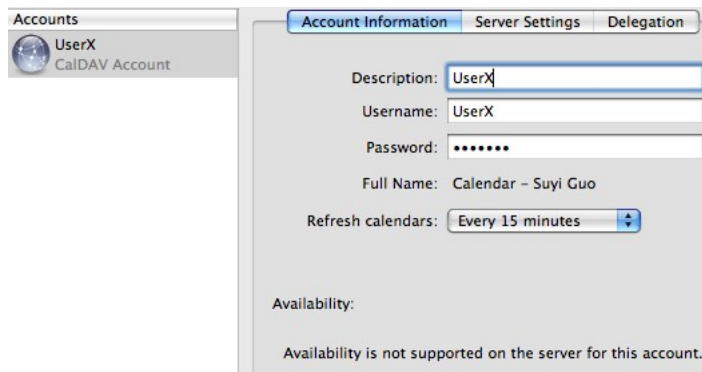 Accounts
UserX
CalDAV Account
Account Information Server Settings Delegation
Description: UserX
Username: UserX
Password: •••••••
Full Name: Calendar – Suyi Guo
Refresh calendars: Every 15 minutes
Availability:
Availability is not supported on the server for this account.